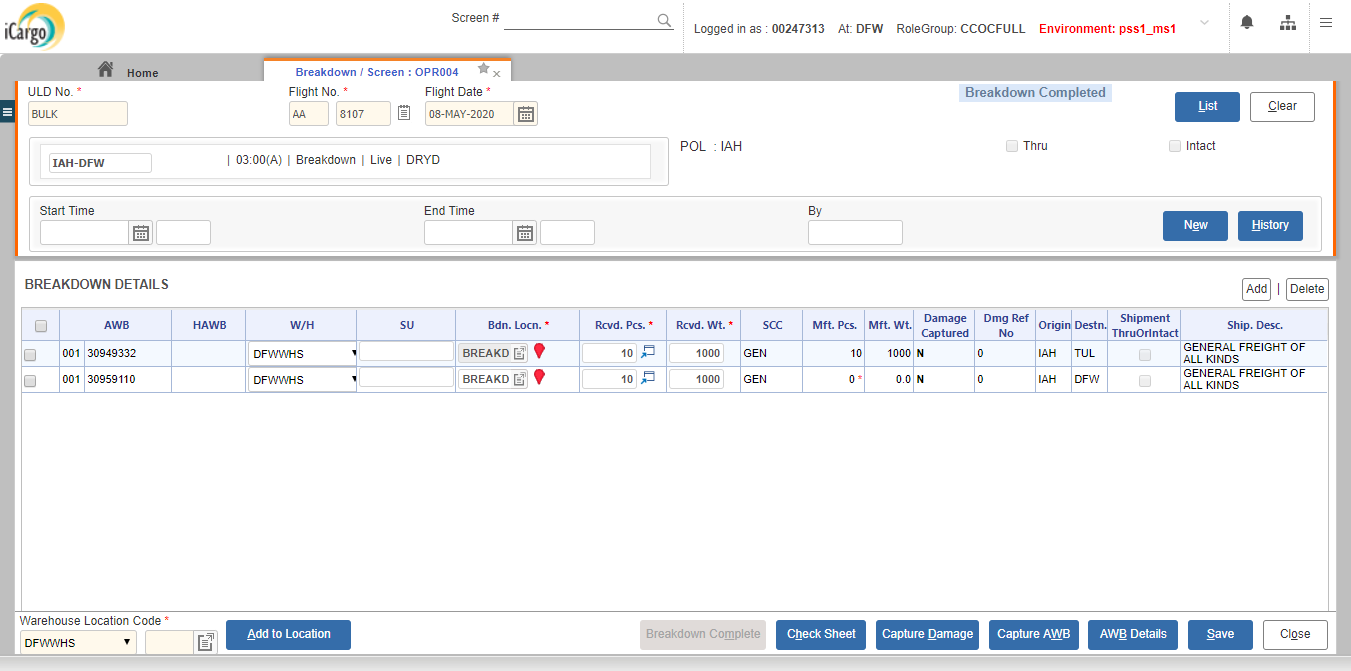 iCargo
Screen #
Logged in as : 00247313 At: DFW RoleGroup: CCOCFULL Environment: pss1_ms1
Home
Breakdown / Screen : OPR004
ULD No. *
Flight No. *
Flight Date *
Breakdown Completed
BULK
AA
8107
08-MAY-2020
List
Clear
IAH-DFW
| 03:00(A) | Breakdown | Live | DRYD
POL : IAH
Thru
Intact
Start Time
End Time
By
New
History
BREAKDOWN DETAILS
Add | Delete
AWB HAWB W/H SU Bdn. Locn. * Rcvd. Pcs. * Rcvd. Wt. * SCC Mft. Pcs. Mft. Wt. Damage Captured Dmg Ref No Origin Destn. Shipment ThruOrIntact Ship. Desc.
001 30949332 DFWWHS BREAKD 10 1000 GEN 10 1000 N 0 IAH TUL GENERAL FREIGHT OF ALL KINDS
001 30959110 DFWWHS BREAKD 10 1000 GEN 0 * 0.0 N 0 IAH DFW GENERAL FREIGHT OF ALL KINDS
Warehouse Location Code *
DFWWHS
Add to Location
Breakdown Complete
Check Sheet
Capture Damage
Capture AWB
AWB Details
Save
Close